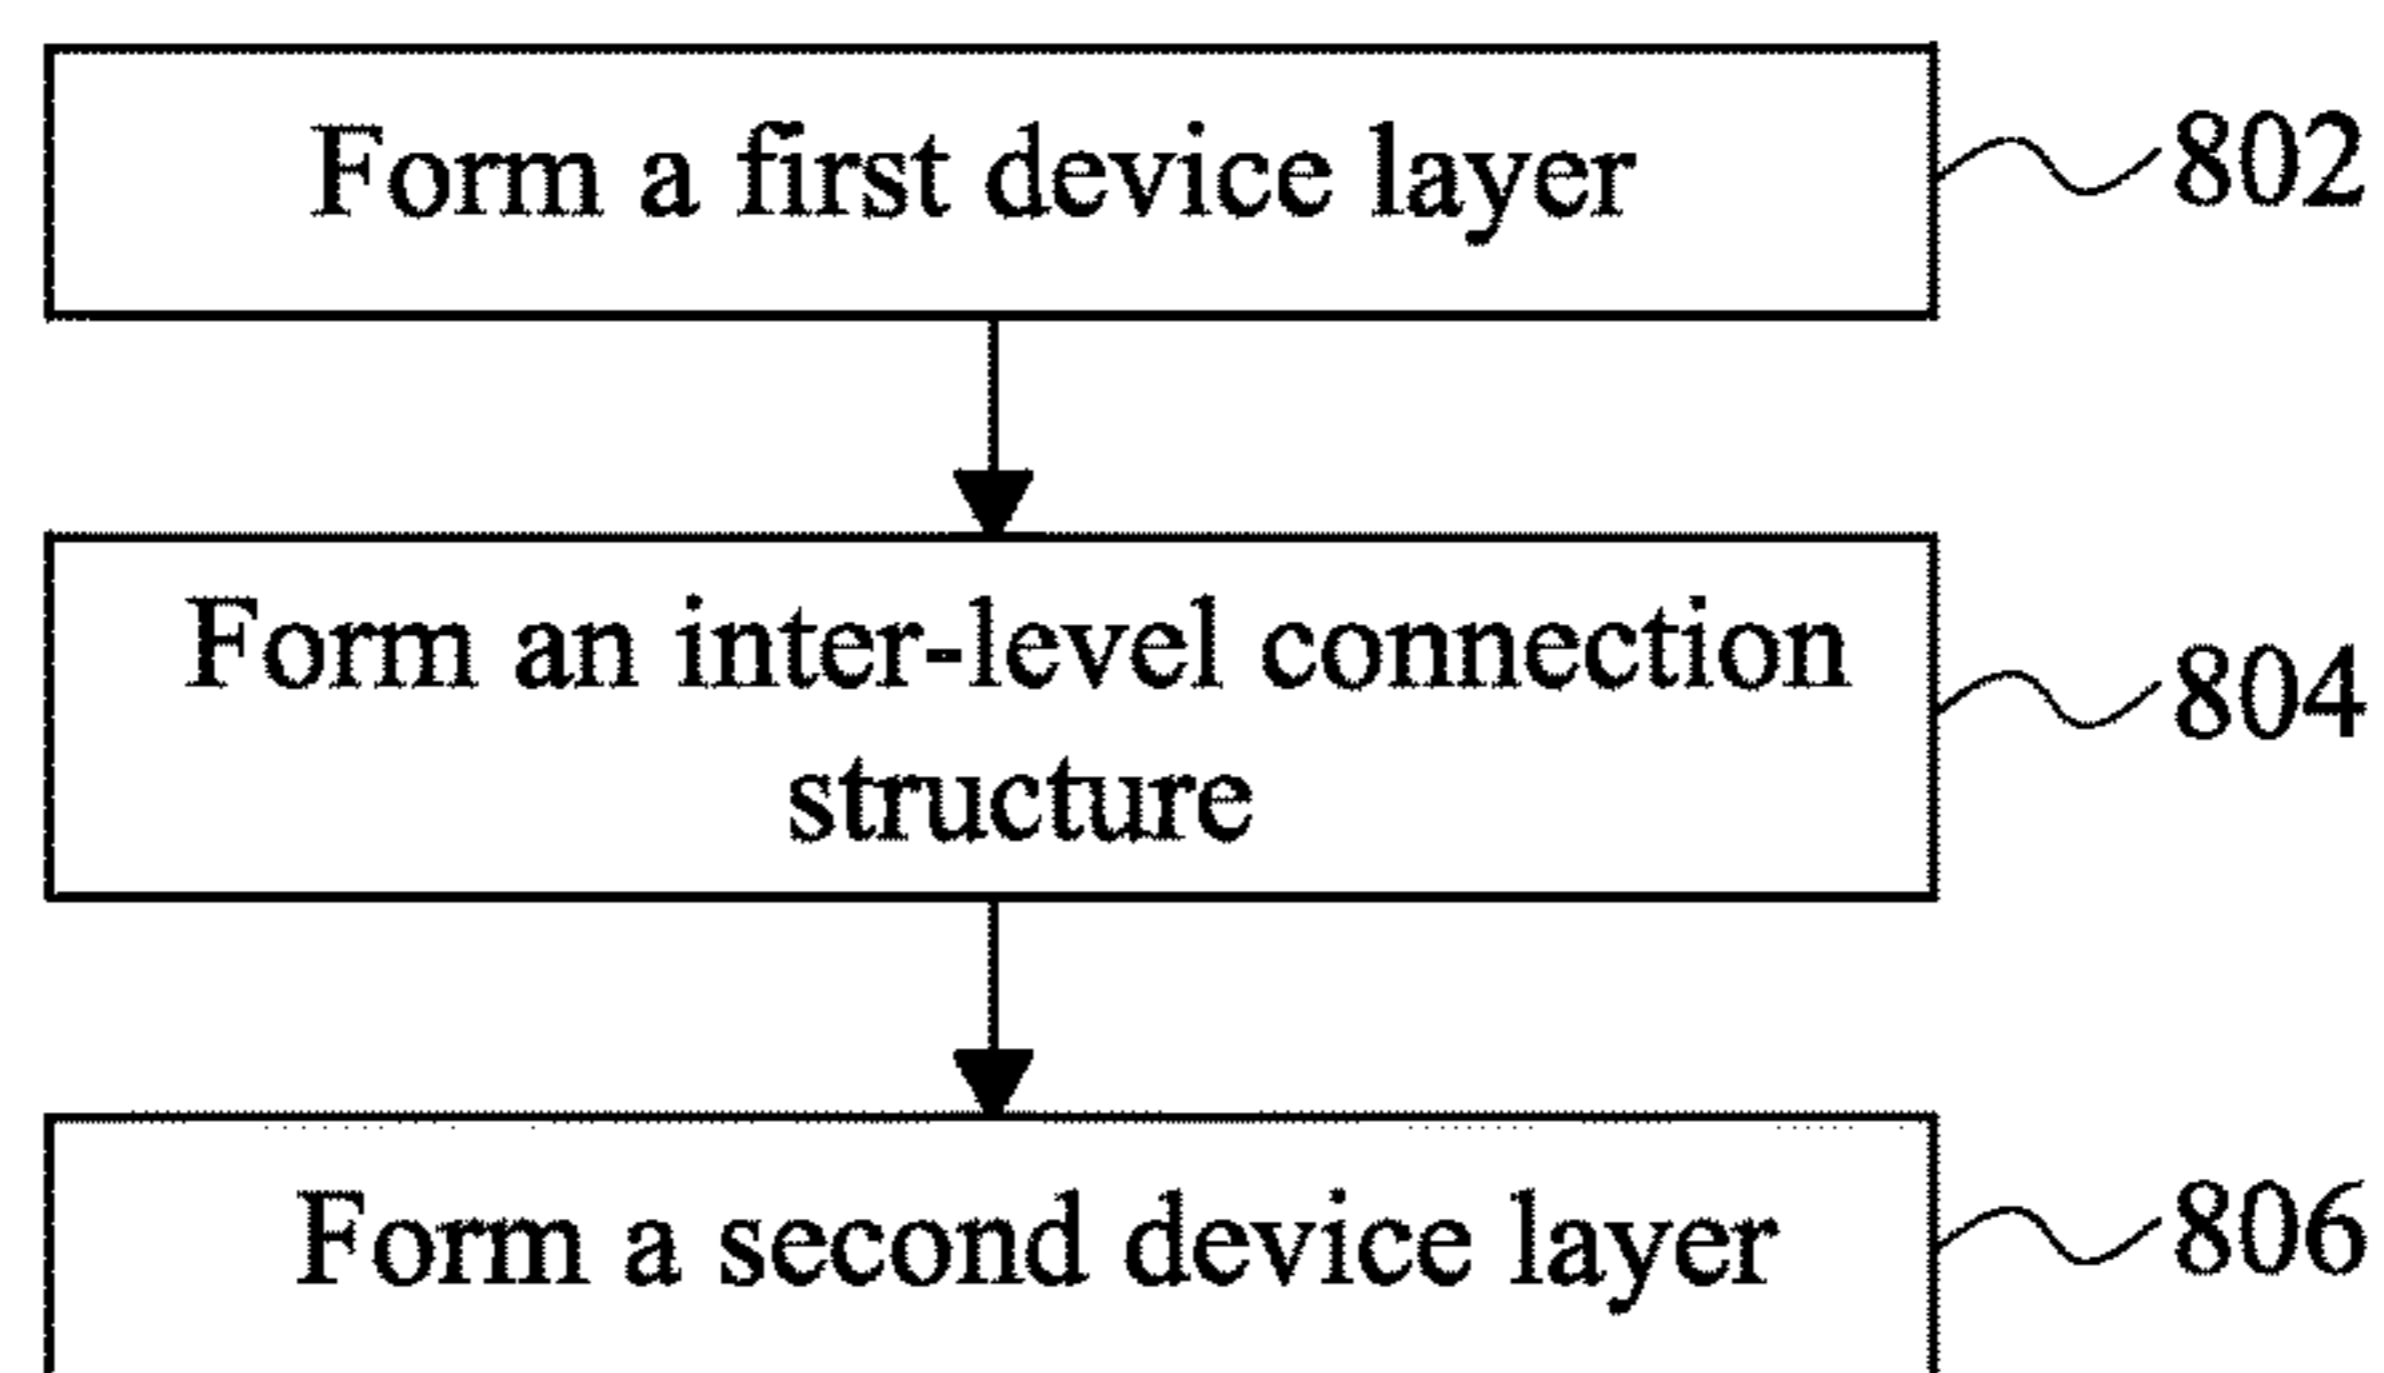 Form a first device layer 802
Form an inter-level connection
structure
804
Form a second device layer 806